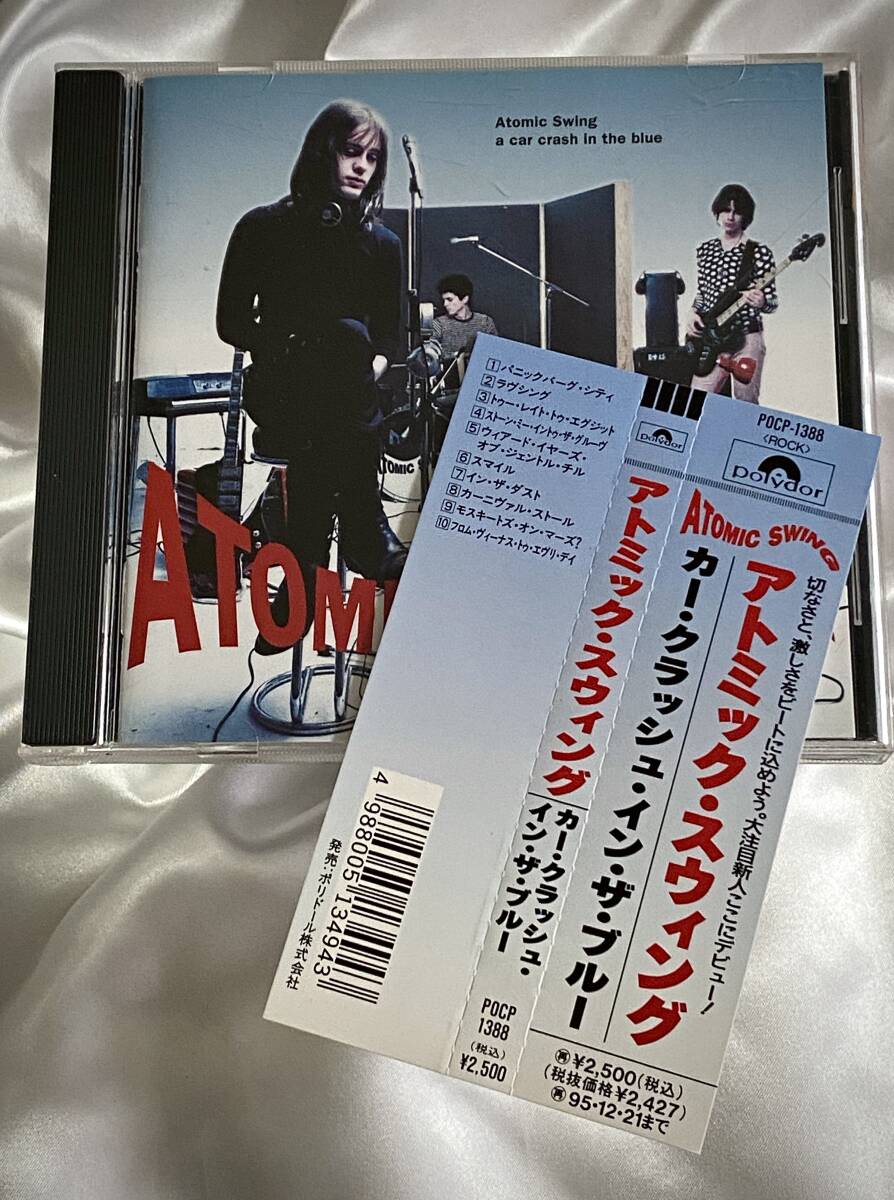 Atomic Swing
a car crash in the blue
ATOMIC
ATOMI
1 パニックバーグ・シティ
2 ラヴシング
3 トゥー・レイト・トゥ・エグジット
4 ストーン・ミー・イントゥ・ザ・グルーヴ
5 ウィアード・イヤーズ・
オブ・ジェントル・チル
6 スマイル
7 イン・ザ・ダスト
8 カーニヴァル・ストール
9 モスキートズ・オン・マーズ?
10 フロム・ヴィーナス・トゥ・エヴリ・デイ
4 988005 134943
発売:ポリドール株式会社
Polydor
アトミック・スウィング
カー・クラッシュ・
イン・ザ・ブルー
POCP
1388
(税込)
¥2,500
POCP-1388
〈ROCK〉
polydor
ATOMIC SWING
切なさと、激しさをビートに込めよう。大注目新人ここにデビュー!
アトミック・スウィング
カー・クラッシュ・イン・ザ・ブルー
再¥2,500(税込)
(税抜価格¥2,427)
再95・12・21まで